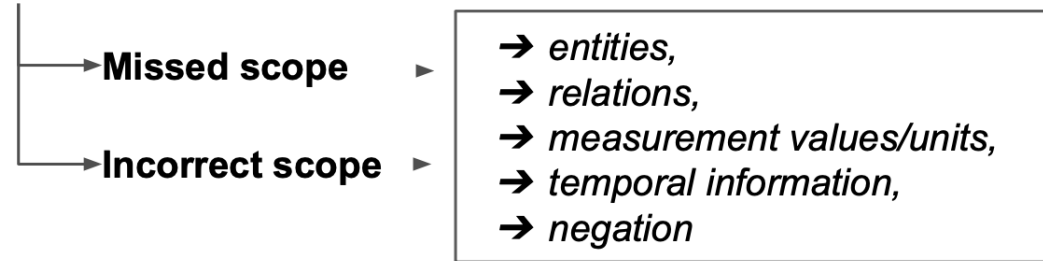 Missed scope
Incorrect scope
➔ entities,
➔ relations,
➔ measurement values/units,
➔ temporal information,
➔ negation